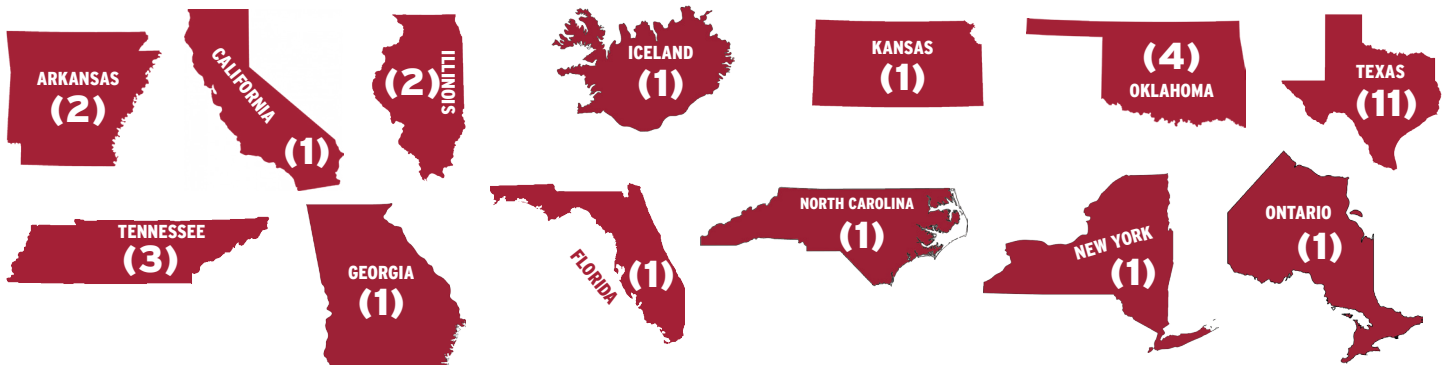 ARKANSAS
(2)
CALIFORNIA
(1)
ILLINOIS
(2)
ICELAND
(1)
KANSAS
(1)
(4)
OKLAHOMA
TEXAS
(11)
TENNESSEE
(3)
GEORGIA
(1)
FLORIDA
(1)
NORTH CAROLINA
(1)
NEW YORK
(1)
ONTARIO
(1)